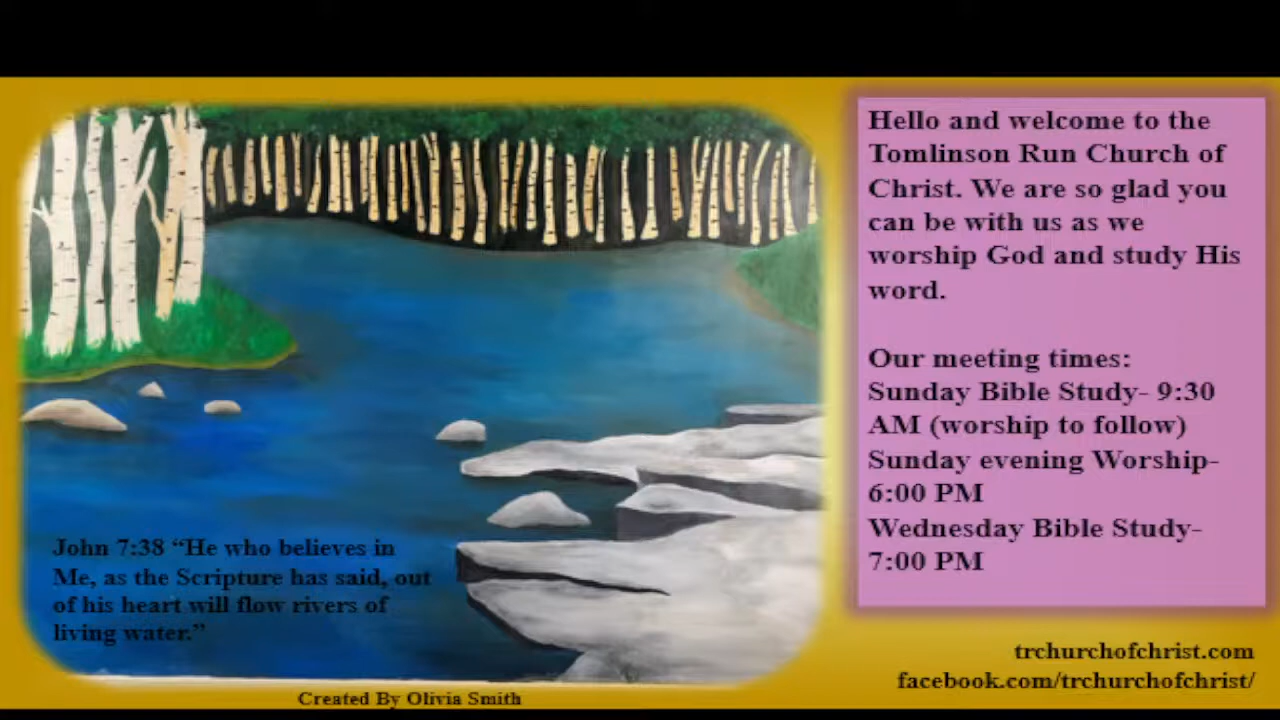 Hello and welcome to the
Tomlinson Run Church of
Christ. We are so glad you
can be with us as we
worship God and study His
word.
Our meeting times:
Sunday Bible Study- 9:30
AM (worship to follow)
Sunday evening Worship-
6:00 PM
Wednesday Bible Study-
7:00 PM
John 7:38 “He who believes in
Me, as the Scripture has said, out
of his heart will flow rivers of
living water.”
Created By Olivia Smith
trchurchofchrist.com
facebook.com/trchurchofchrist/